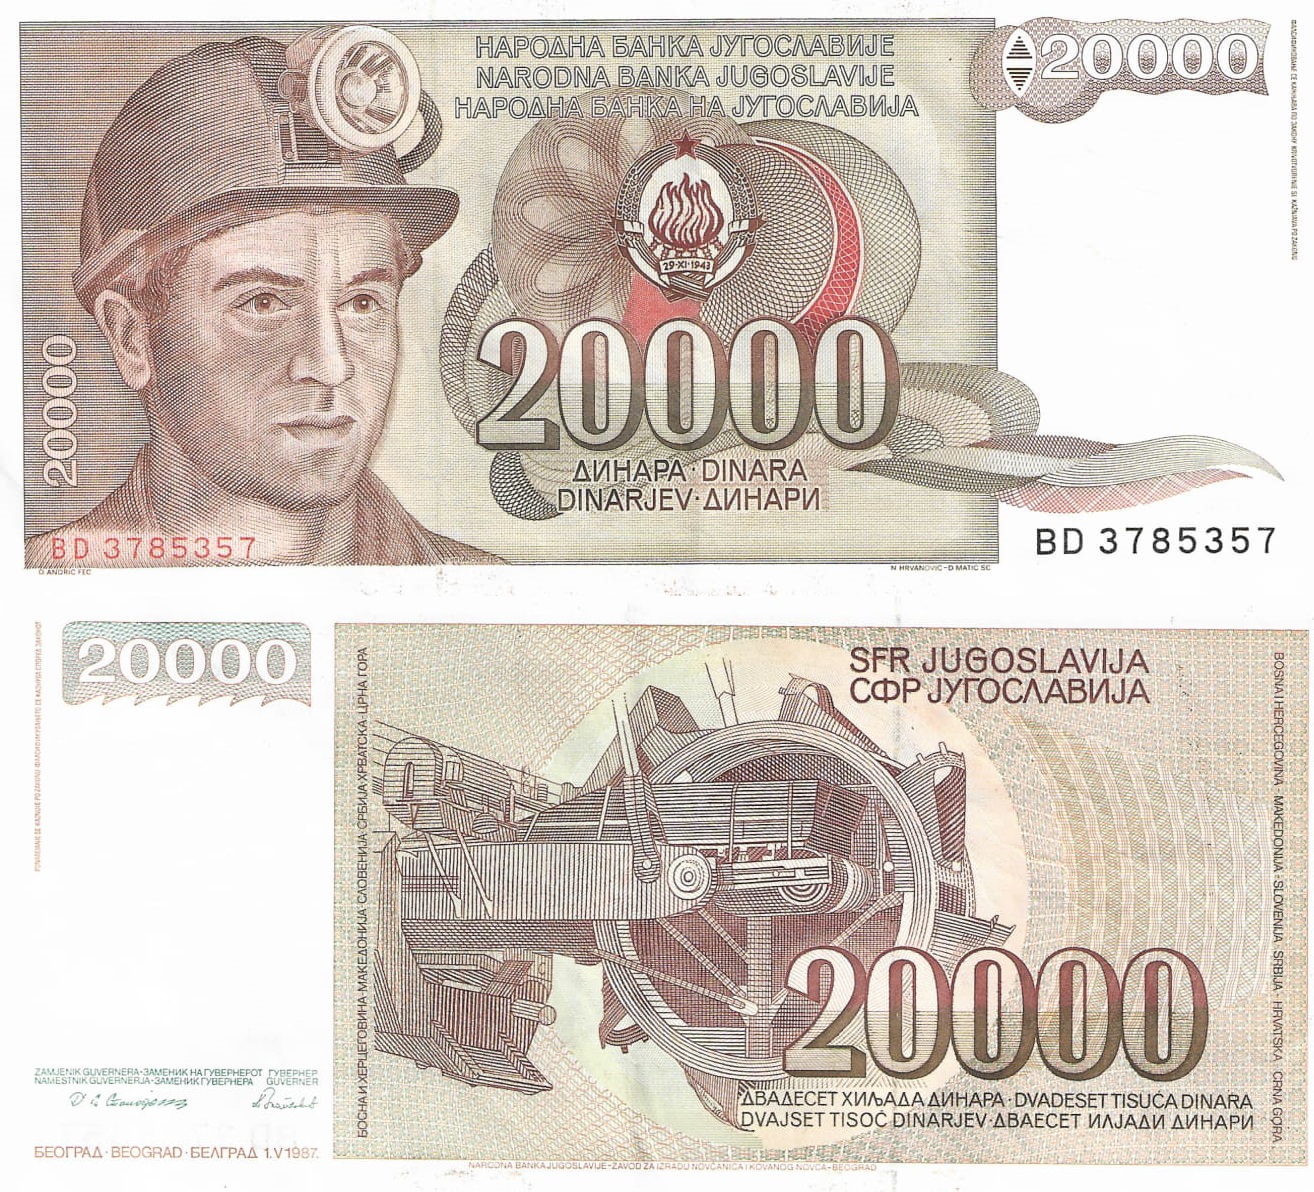 НАРОДНА БАНКА ЈУГОСЛАВИЈЕ
NARODNA BANKA JUGOSLAVIJE
НАРОДНА БАНКА НА ЈУГОСЛАВИЈА
20000
29·XI·1943
20000
20000
ДИНАРА · DINARA
DINARJEV · ДИНАРИ
BD 3785357
BD 3785357
N HRVANOVIĆ – D MATIĆ SC
20000
SFR JUGOSLAVIJA
СФР ЈУГОСЛАВИЈА
БОСНА И ХЕРЦЕГОВИНА · МАКЕДОНИЈА · СЛОВЕНИЈА · СРБИЈА · ХРВАТСКА · ЦРНА ГОРА
BOSNA I HERCEGOVINA · MAKEDONIJA · SLOVENIJA · SRBIJA · HRVATSKA · CRNA GORA
20000
ZAMJENIK GUVERNERA · ЗАМЕНИК НА ГУВЕРНЕРОТ ГУВЕРНЕР
NAMESTNIK GUVERNERJA · ЗАМЕНИК ГУВЕРНЕРА GUVERNER
ДВАДЕСЕТ ХИЉАДА ДИНАРА · DVADESET TISUĆA DINARA
DVAJSET TISOČ DINARJEV · ДВАЕСЕТ ИЛЈАДИ ДИНАРИ
БЕОГРАД · BEOGRAD · БЕЛГРАД 1. V 1987.
NARODNA BANKA JUGOSLAVIJE – ZAVOD ZA IZRADU NOVČANICA I KOVANOG NOVCA – BEOGRAD